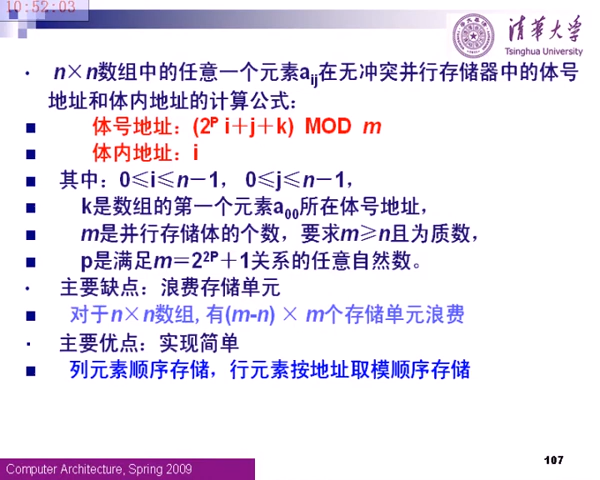 10:52:03
清华大学
Tsinghua University
n×n数组中的任意一个元素aij在无冲突并行存储器中的体号
地址和体内地址的计算公式：
体号地址：(2P i＋j＋k) MOD m
体内地址：i
其中：0≤i≤n－1， 0≤j≤n－1，
k是数组的第一个元素a00所在体号地址，
m是并行存储体的个数，要求m≥n且为质数，
p是满足m＝22P＋1关系的任意自然数。
主要缺点：浪费存储单元
对于n×n数组, 有(m-n) × m个存储单元浪费
主要优点：实现简单
列元素顺序存储，行元素按地址取模顺序存储
107
Computer Architecture, Spring 2009